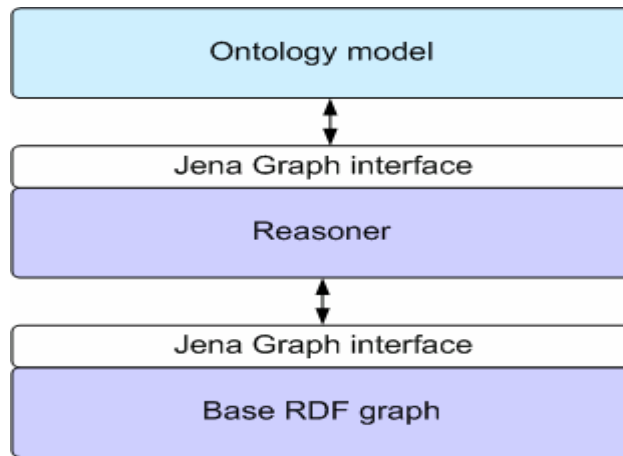 Ontology model
Jena Graph interface
Reasoner
Jena Graph interface
Base RDF graph